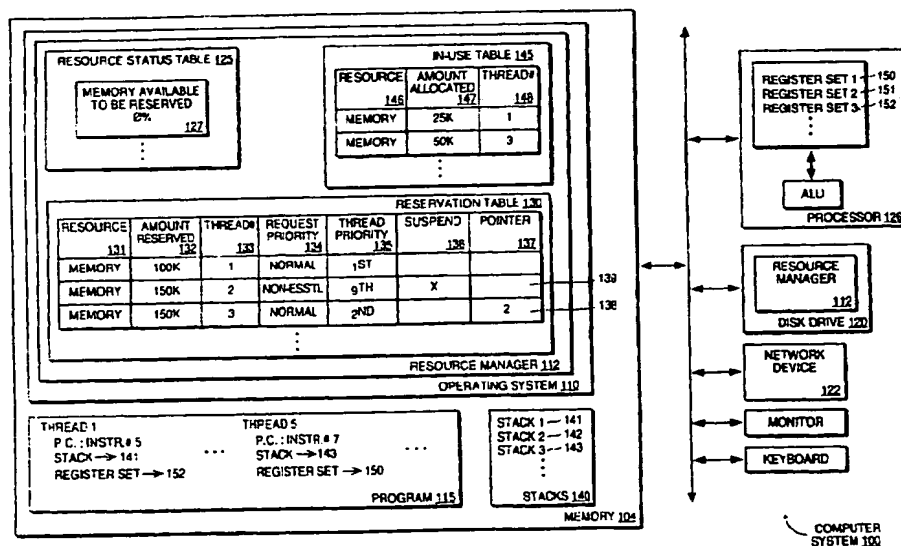 RESOURCE STATUS TABLE 125
MEMORY AVAILABLE
TO BE RESERVED
0%
127
IN-USE TABLE 145
RESOURCE 146 AMOUNT ALLOCATED 147 THREAD# 148
MEMORY 25K 1
MEMORY 50K 3
RESERVATION TABLE 130
RESOURCE 131 AMOUNT RESERVED 132 THREAD# 133 REQUEST PRIORITY 134 THREAD PRIORITY 135 SUSPEND 136 POINTER 137
MEMORY 100K 1 NORMAL 1ST
MEMORY 150K 2 NON-ESSTL 9TH X 139
MEMORY 150K 3 NORMAL 2ND 2 138
RESOURCE MANAGER 112
OPERATING SYSTEM 110
THREAD 1
P.C.: INSTR.# 5
STACK → 141
REGISTER SET → 152
...
THREAD 5
P.C.: INSTR.# 7
STACK → 143
REGISTER SET → 150
...
PROGRAM 115
STACK 1 141
STACK 2 142
STACK 3 143
STACKS 140
MEMORY 104
REGISTER SET 1 150
REGISTER SET 2 151
REGISTER SET 3 152
ALU
PROCESSOR 126
RESOURCE
MANAGER
112
DISK DRIVE 120
NETWORK
DEVICE
122
MONITOR
KEYBOARD
COMPUTER
SYSTEM 100